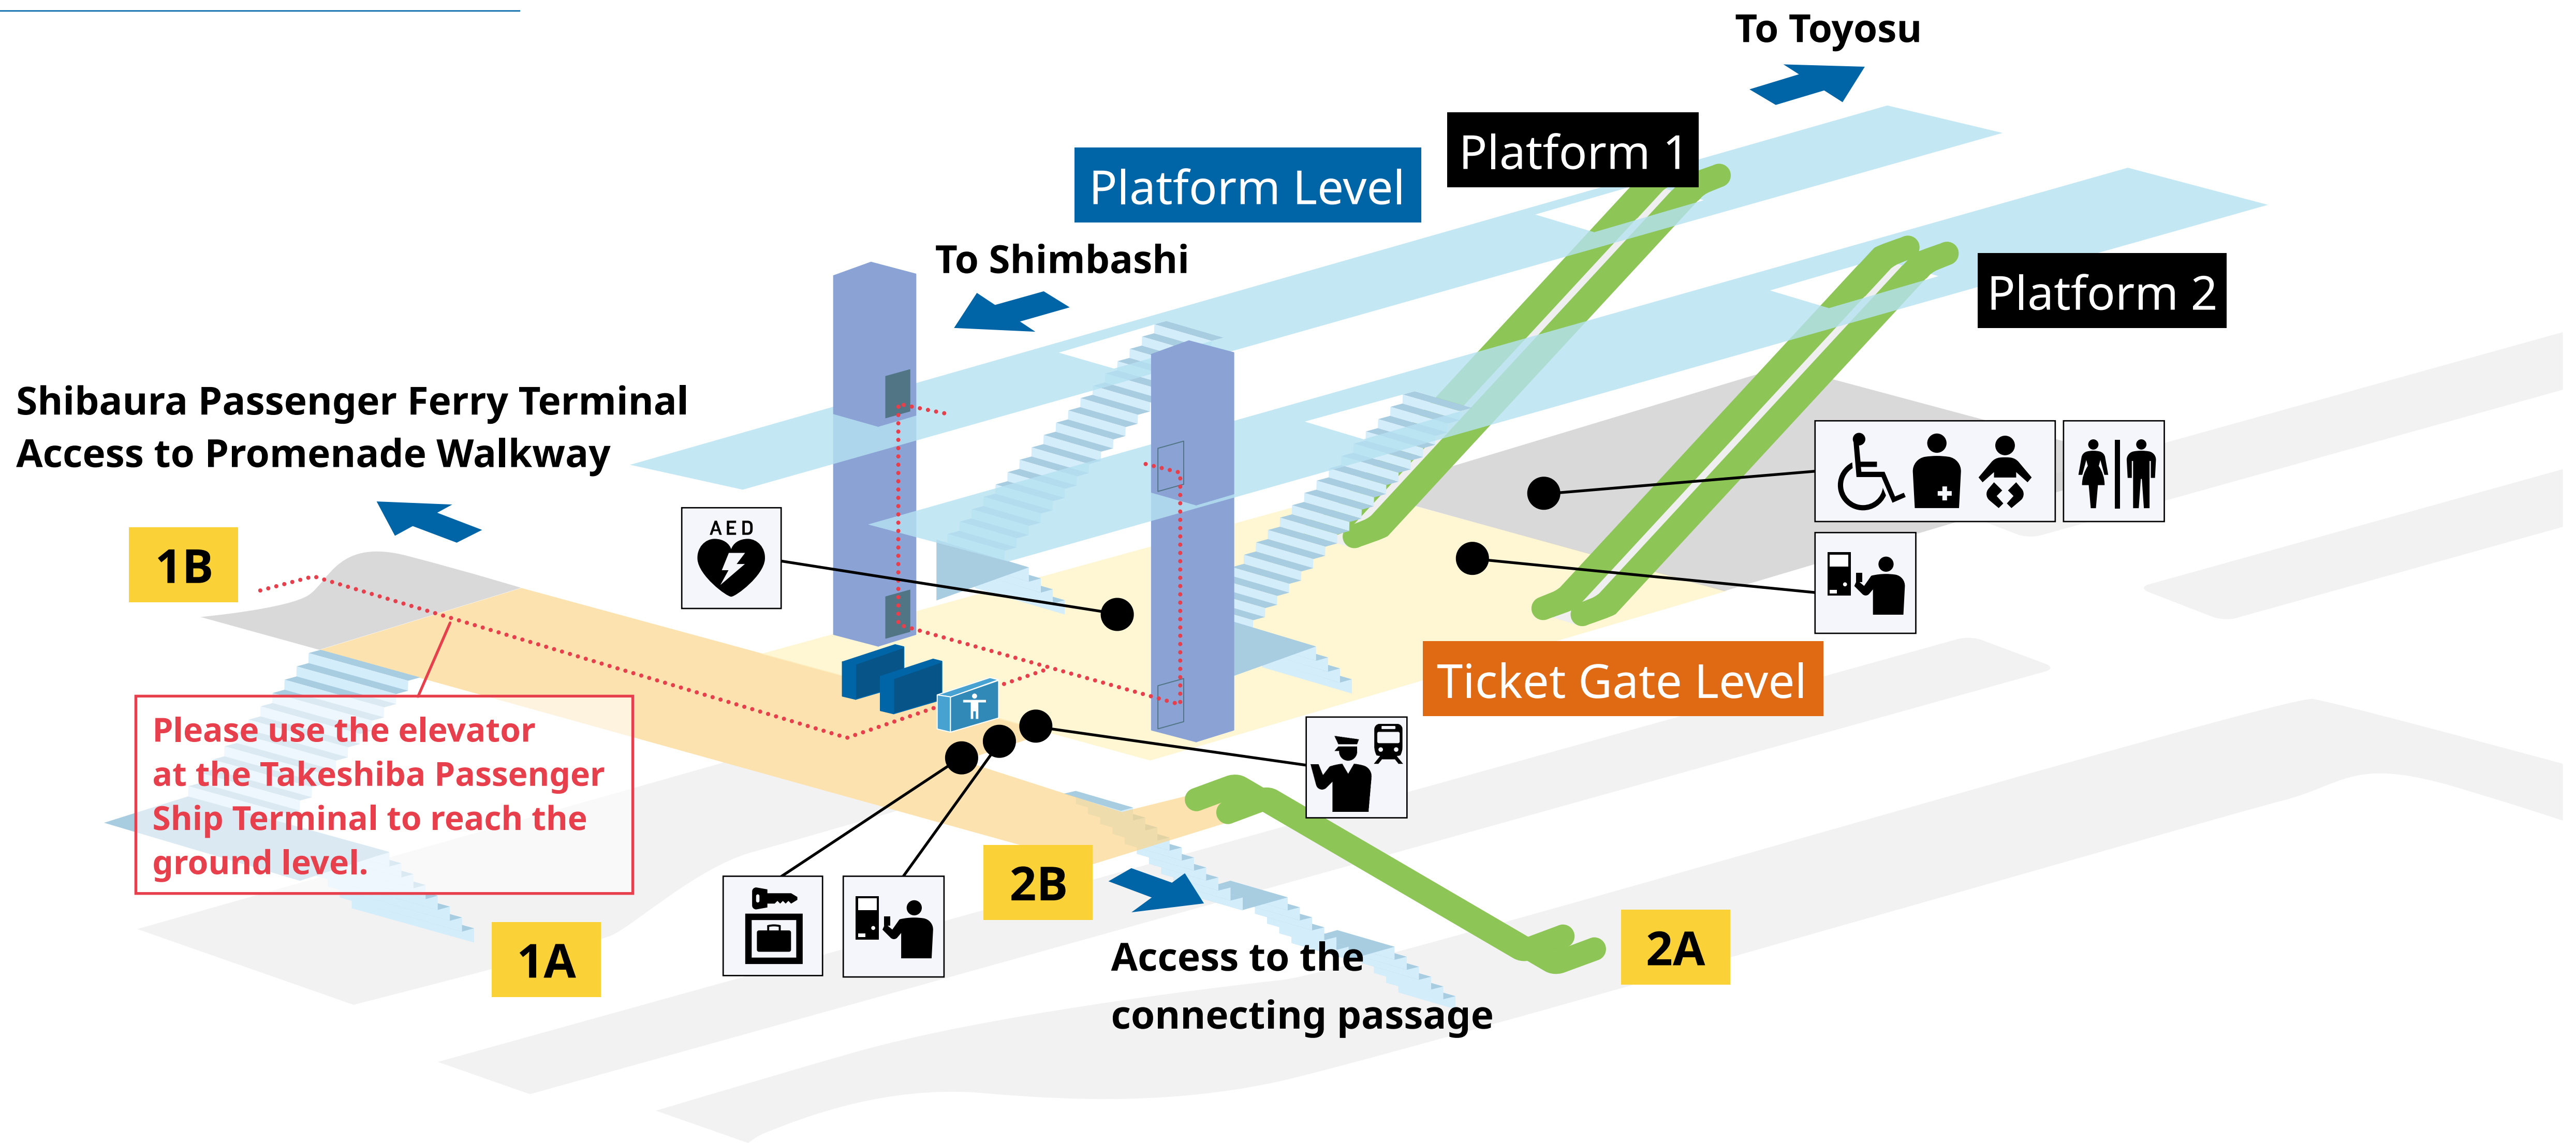 To Toyosu
Platform 1
Platform Level
To Shimbashi
Platform 2
Shibaura Passenger Ferry Terminal
Access to Promenade Walkway
1B
AED
Ticket Gate Level
Please use the elevator
at the Takeshiba Passenger
Ship Terminal to reach the
ground level.
2B
1A
2A
Access to the
connecting passage